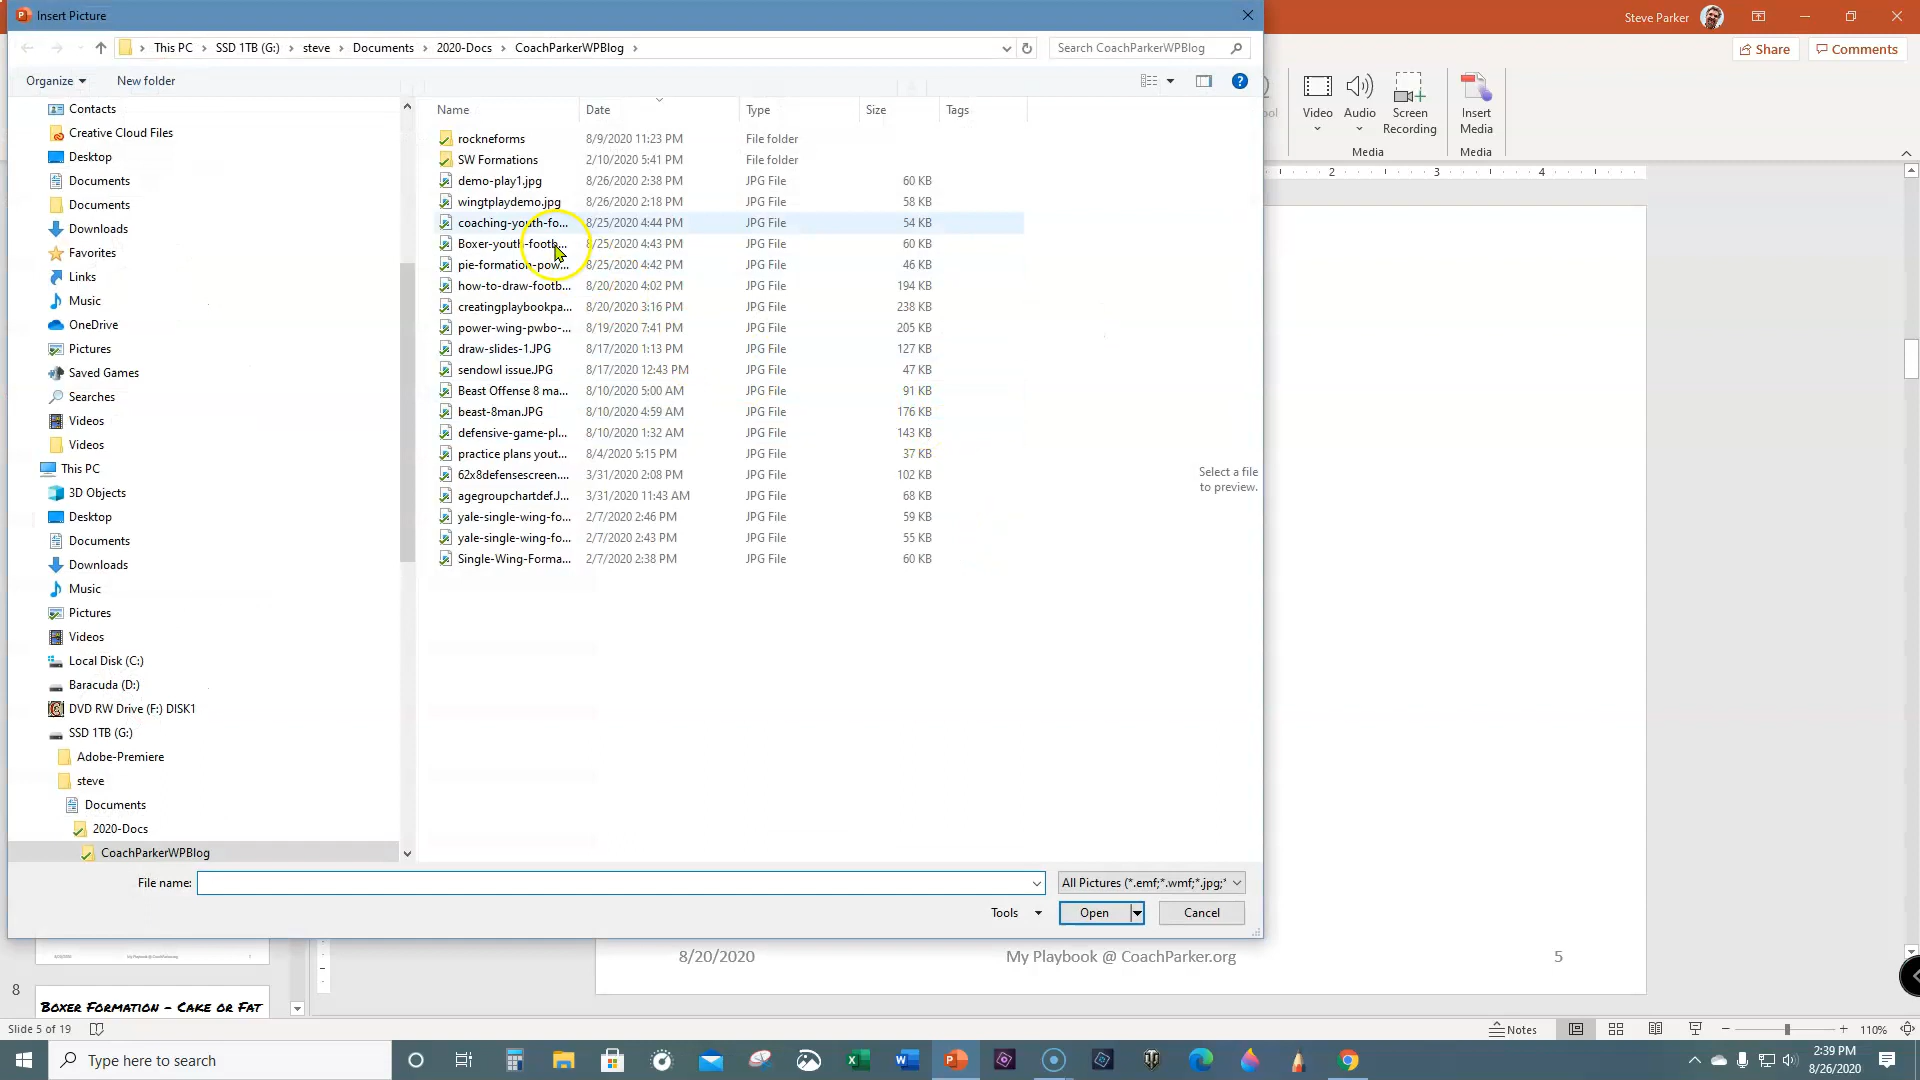 Insert Picture
Steve Parker
This PC › SSD 1TB (G:) › steve › Documents › 2020-Docs › CoachParkerWPBlog ›
Search CoachParkerWPBlog
Share
Comments
Organize
New folder
Video
Audio
Screen Recording
Insert Media
Media
Media
Name Date Type Size Tags
rockneforms 8/9/2020 11:23 PM File folder
SW Formations 2/10/2020 5:41 PM File folder
demo-play1.jpg 8/26/2020 2:38 PM JPG File 60 KB
wingtplaydemo.jpg 8/26/2020 2:18 PM JPG File 58 KB
coaching-youth-fo... 8/25/2020 4:44 PM JPG File 54 KB
Boxer-youth-footb... 8/25/2020 4:43 PM JPG File 60 KB
pie-formation-pow... 8/25/2020 4:42 PM JPG File 46 KB
how-to-draw-footb... 8/20/2020 4:02 PM JPG File 194 KB
creatingplaybookpa... 8/20/2020 3:16 PM JPG File 238 KB
power-wing-pwbo-... 8/19/2020 7:41 PM JPG File 205 KB
draw-slides-1.JPG 8/17/2020 1:13 PM JPG File 127 KB
sendowl issue.JPG 8/17/2020 12:43 PM JPG File 47 KB
Beast Offense 8 ma... 8/10/2020 5:00 AM JPG File 91 KB
beast-8man.JPG 8/10/2020 4:59 AM JPG File 176 KB
defensive-game-pl... 8/10/2020 1:32 AM JPG File 143 KB
practice plans yout... 8/4/2020 5:15 PM JPG File 37 KB
62x8defensescreen.... 3/31/2020 2:08 PM JPG File 102 KB
agegroupchartdef.J... 3/31/2020 11:43 AM JPG File 68 KB
yale-single-wing-fo... 2/7/2020 2:46 PM JPG File 59 KB
yale-single-wing-fo... 2/7/2020 2:43 PM JPG File 55 KB
Single-Wing-Forma... 2/7/2020 2:38 PM JPG File 60 KB
Select a file
to preview.
Contacts
Creative Cloud Files
Desktop
Documents
Documents
Downloads
Favorites
Links
Music
OneDrive
Pictures
Saved Games
Searches
Videos
Videos
This PC
3D Objects
Desktop
Documents
Downloads
Music
Pictures
Videos
Local Disk (C:)
Baracuda (D:)
DVD RW Drive (F:) DISK1
SSD 1TB (G:)
Adobe-Premiere
steve
Documents
2020-Docs
CoachParkerWPBlog
File name:
All Pictures (*.emf;*.wmf;*.jpg;*
Tools
Open
Cancel
2 3 4
8/20/2020 My Playbook @ CoachParker.org 5
8
Boxer Formation - Cake or Fat
Slide 5 of 19
Notes
110%
Type here to search
2:39 PM
8/26/2020